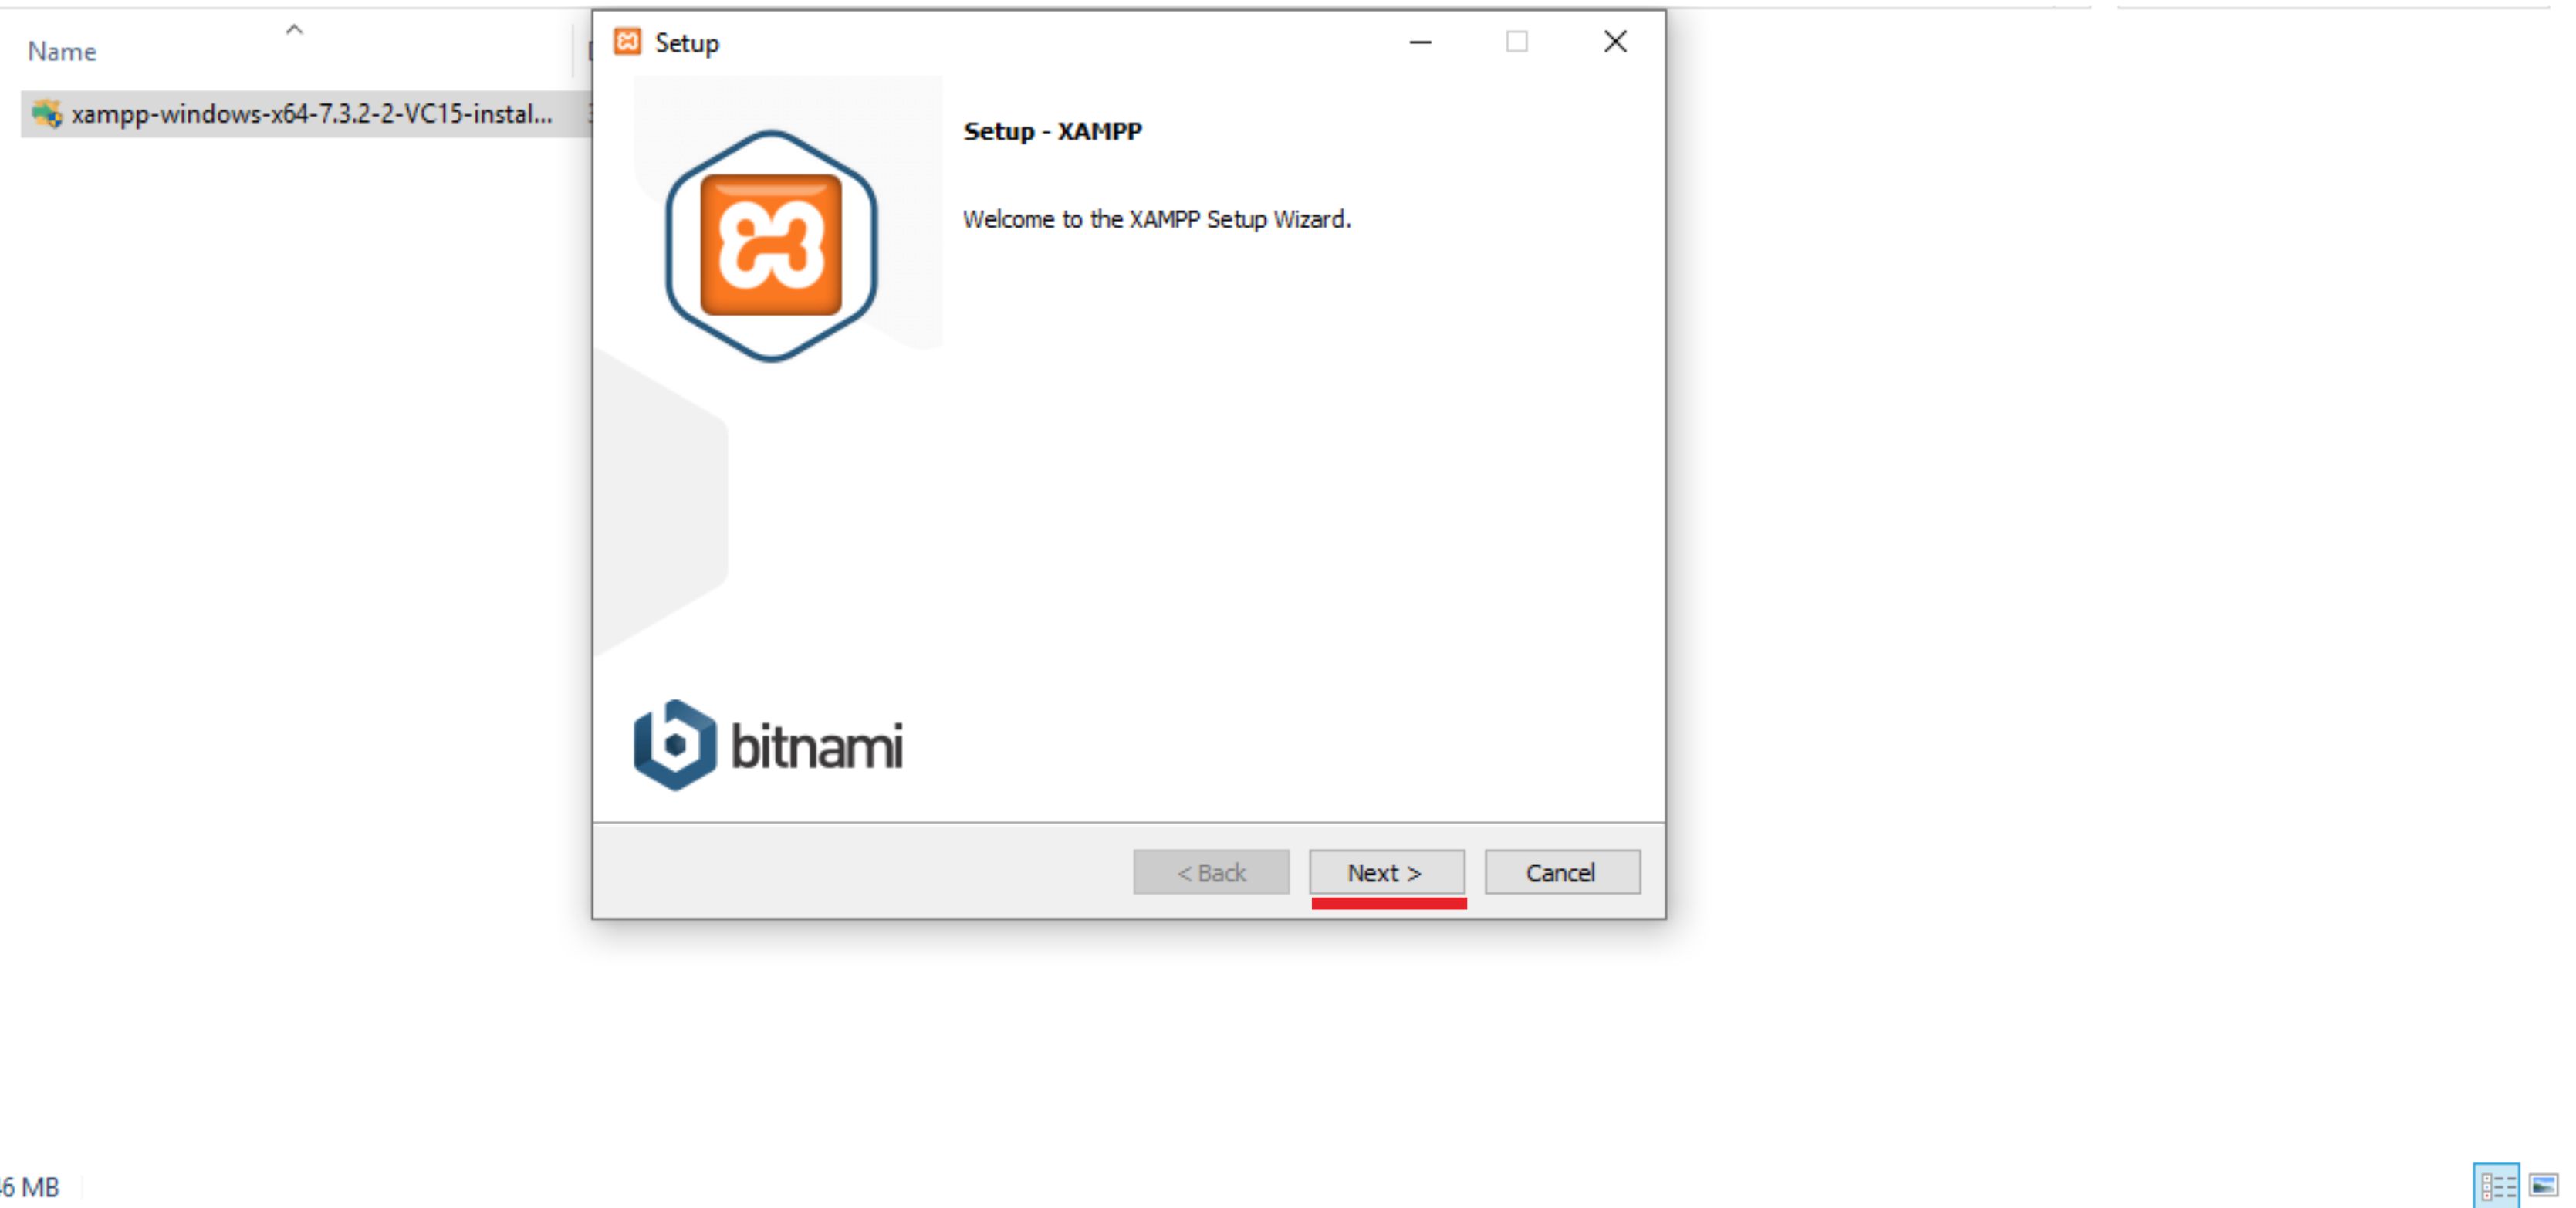 Name
xampp-windows-x64-7.3.2-2-VC15-instal...
Setup
Setup - XAMPP
Welcome to the XAMPP Setup Wizard.
bitnami
< Back
Next >
Cancel
6 MB